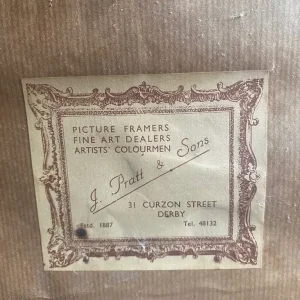 PICTURE FRAMERS
FINE ART DEALERS
ARTISTS' COLOURMEN
J. Pratt & Sons
31 CURZON STREET
DERBY
Estd. 1887 Tel. 48132